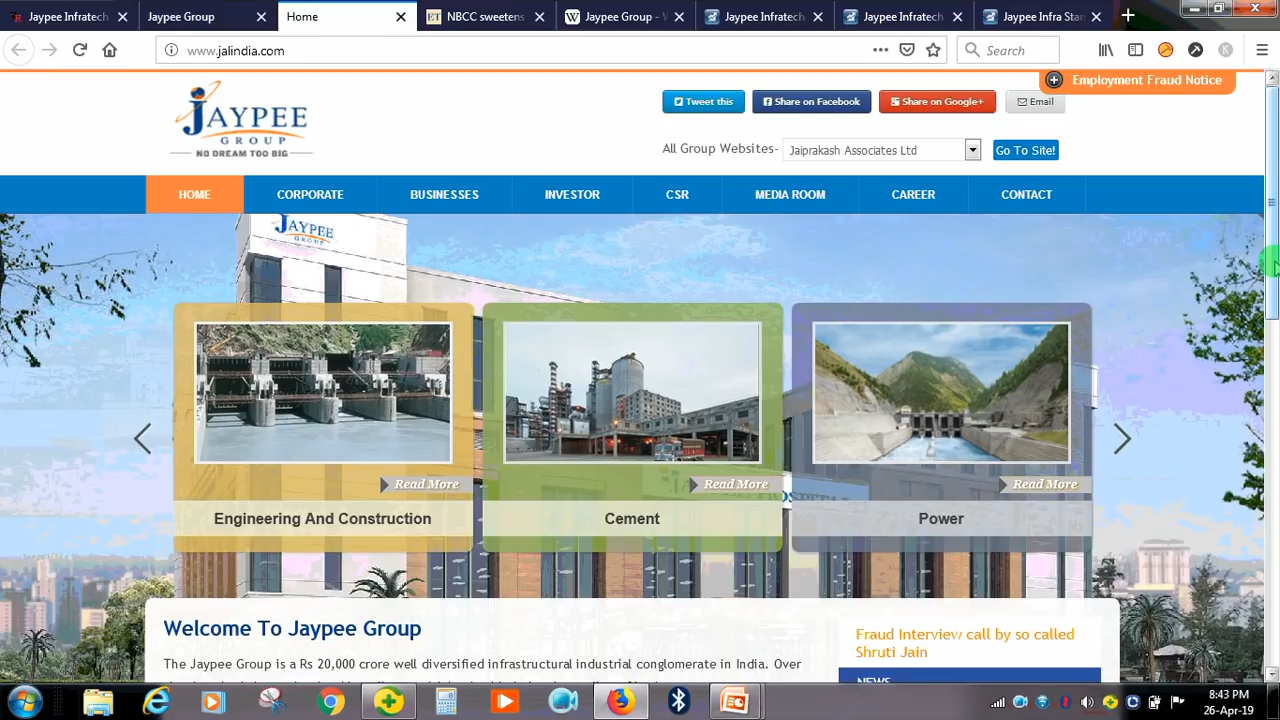 Jaypee Infratech
Jaypee Group
Home
ET NBCC sweetens
W Jaypee Group - W
Jaypee Infratech
Jaypee Infratech
Jaypee Infra Stan
www.jalindia.com
Search
Employment Fraud Notice
JAYPEE
GROUP
NO DREAM TOO BIG
Tweet this
Share on Facebook
Share on Google+
Email
All Group Websites-
Jaiprakash Associates Ltd
Go To Site!
HOME
CORPORATE
BUSINESSES
INVESTOR
CSR
MEDIA ROOM
CAREER
CONTACT
JAYPEE
GROUP
Read More
Read More
Read More
Engineering And Construction
Cement
Power
Welcome To Jaypee Group
The Jaypee Group is a Rs 20,000 crore well diversified infrastructural industrial conglomerate in India. Over
Fraud Interview call by so called
Shruti Jain
NEWS
8:43 PM
26-Apr-19